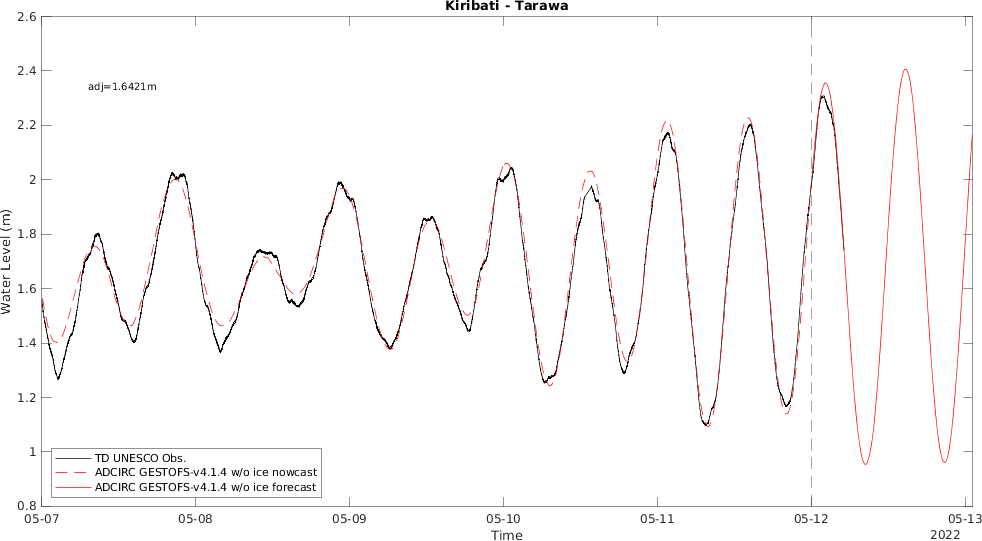 Kiribati - Tarawa
2.6
2.4
adj=1.6421m
2.2
2
1.8
1.6
1.4
1.2
1
0.8
Water Level (m)
TD UNESCO Obs.
ADCIRC GESTOFS-v4.1.4 w/o ice nowcast
ADCIRC GESTOFS-v4.1.4 w/o ice forecast
05-07 05-08 05-09 05-10 05-11 05-12 05-13
Time
2022